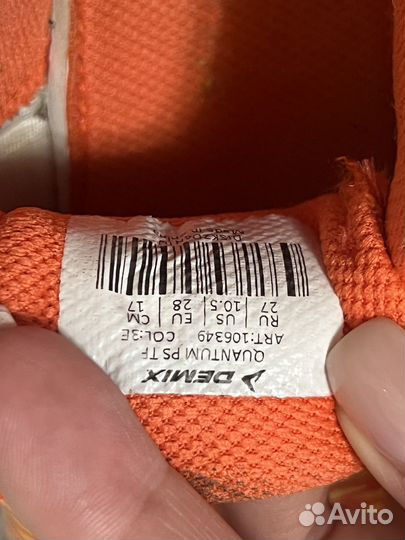 DEMIX
QUANTUM PS TF
ART:106349 COL:3E
RU US EU CM
27 10.5 28 17
Avito